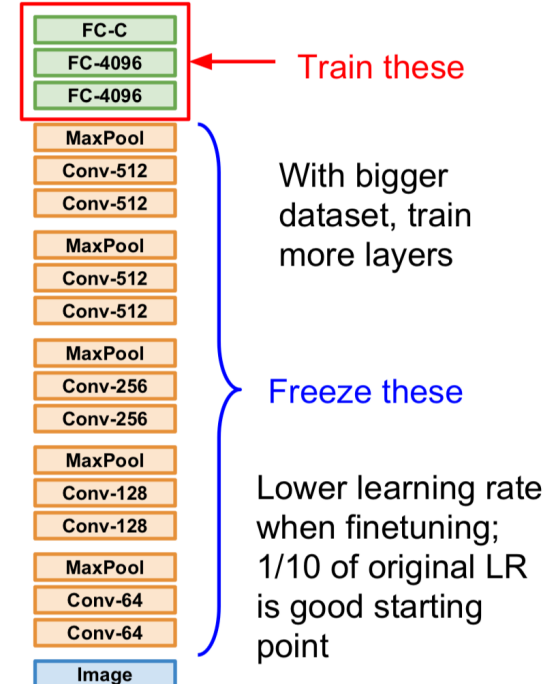 FC-C
FC-4096
FC-4096
Train these
MaxPool
Conv-512
Conv-512
With bigger
dataset, train
more layers
MaxPool
Conv-512
Conv-512
MaxPool
Conv-256
Conv-256
Freeze these
MaxPool
Conv-128
Conv-128
Lower learning rate
when finetuning;
1/10 of original LR
is good starting
point
MaxPool
Conv-64
Conv-64
Image